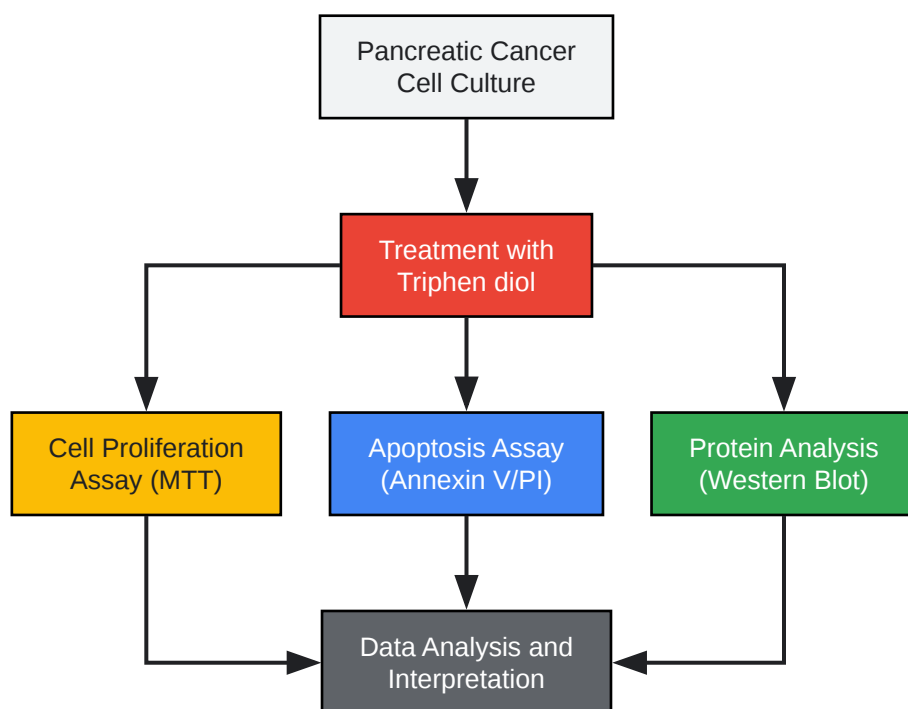 Pancreatic Cancer
Cell Culture
Treatment with
Triphen diol
Cell Proliferation
Assay (MTT)
Apoptosis Assay
(Annexin V/PI)
Protein Analysis
(Western Blot)
Data Analysis and
Interpretation